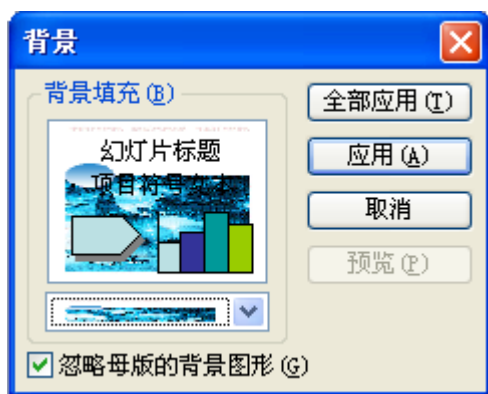 背景
背景填充(B)
全部应用(T)
幻灯片标题
应用(A)
项目符号文本
取消
预览(P)
忽略母版的背景图形(G)